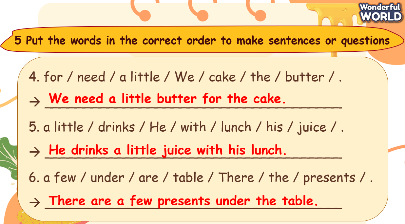 Wonderful
WORLD
5 Put the words in the correct order to make sentences or questions
4. for / need / a little / We / cake / the / butter / .
→ We need a little butter for the cake.
5. a little / drinks / He / with / lunch / his / juice / .
→ He drinks a little juice with his lunch.
6. a few / under / are / table / There / the / presents / .
→ There are a few presents under the table.